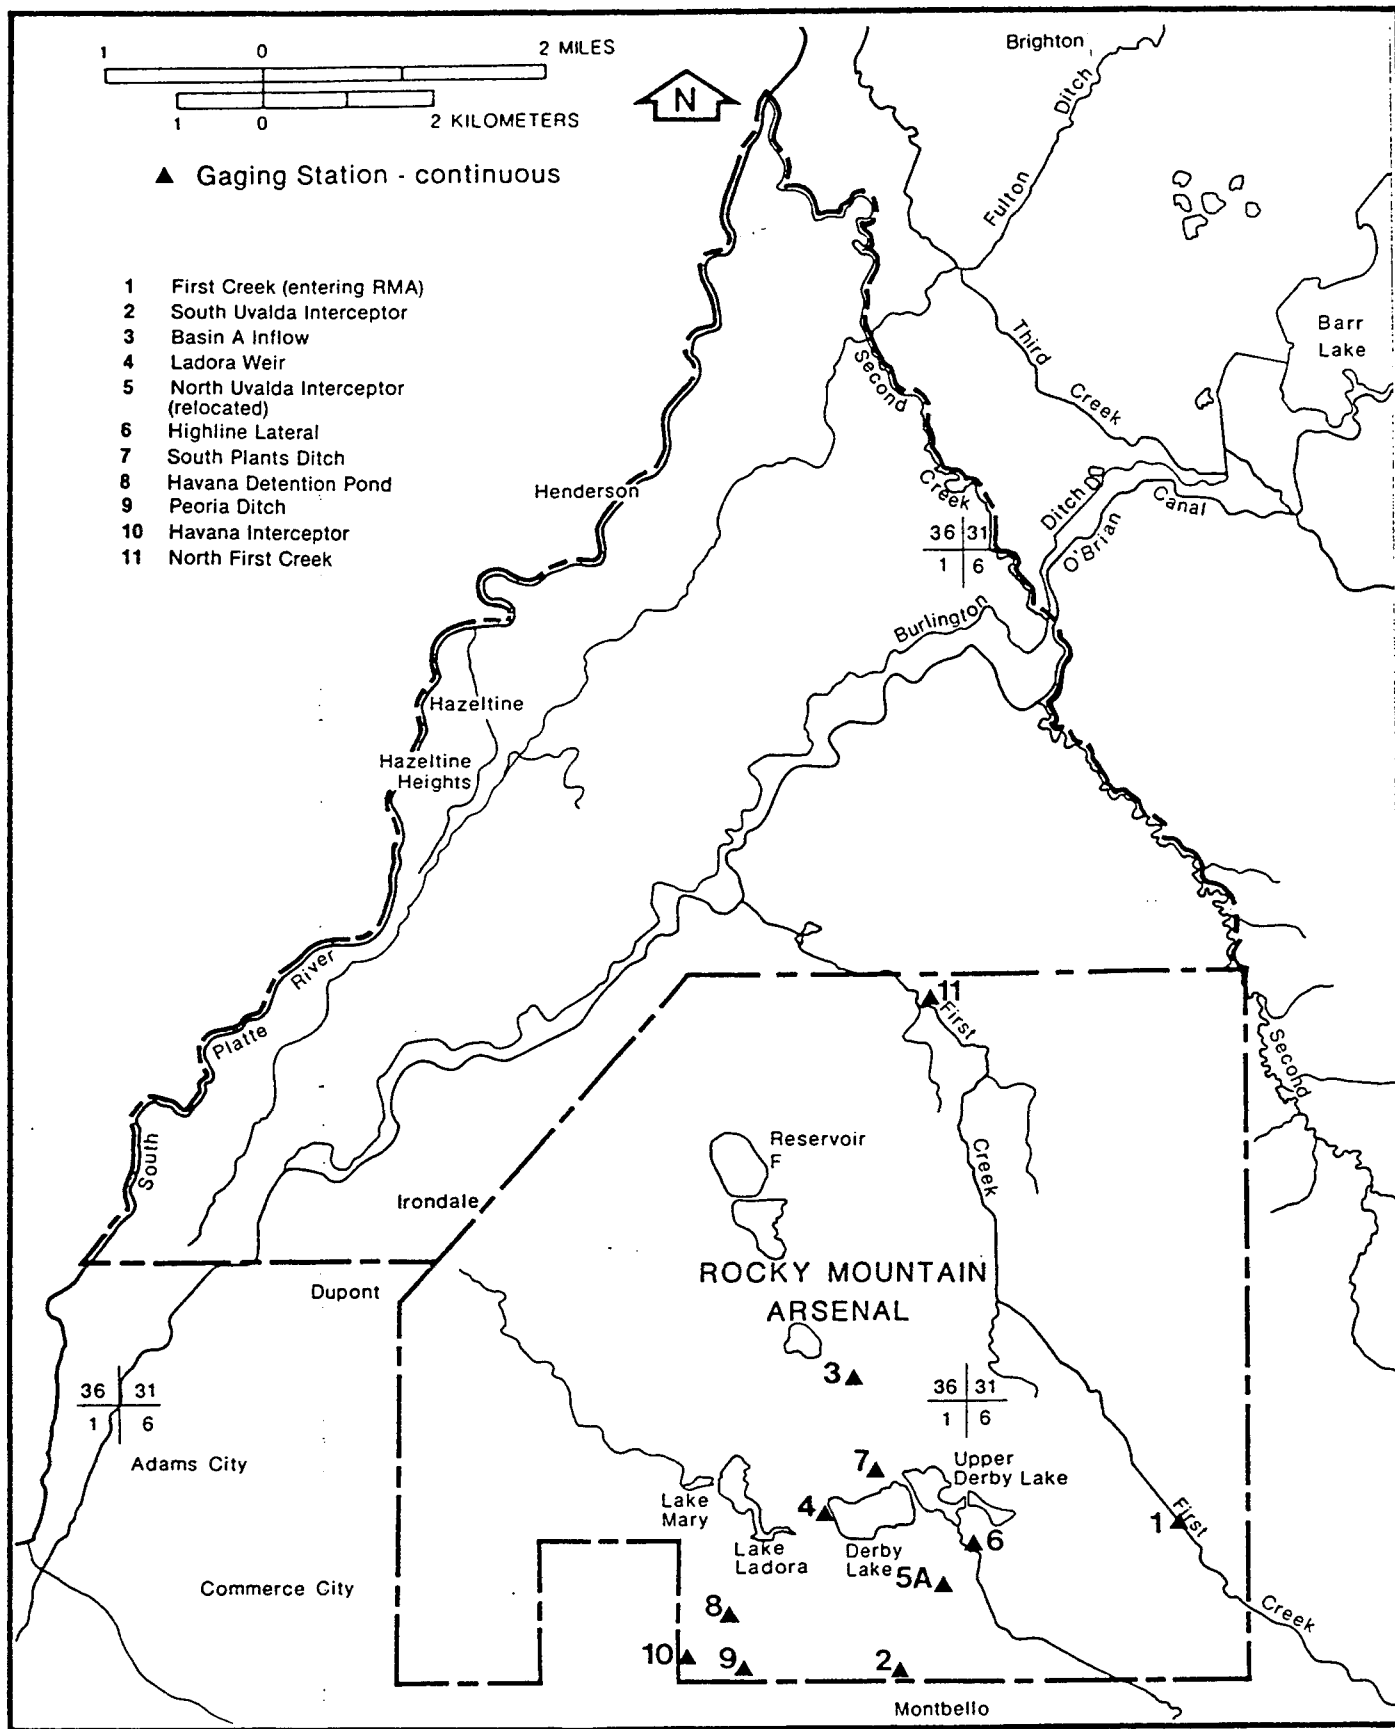 1 0 2 MILES
1 0 2 KILOMETERS
N
▲ Gaging Station - continuous
1 First Creek (entering RMA)
2 South Uvalda Interceptor
3 Basin A Inflow
4 Ladora Weir
5 North Uvalda Interceptor
(relocated)
6 Highline Lateral
7 South Plants Ditch
8 Havana Detention Pond
9 Peoria Ditch
10 Havana Interceptor
11 North First Creek
Brighton
Fulton Ditch
Barr
Lake
Third Creek
Second Creek
Henderson
Ditch
O'Brian Canal
36 31
1 6
Burlington
Hazeltine
Hazeltine
Heights
South Platte River
11
First
Creek
Second
Reservoir
F
Irondale
ROCKY MOUNTAIN
ARSENAL
Dupont
3
36 31
1 6
36 31
1 6
Adams City
7
Upper
Derby Lake
Lake
Mary
4
1
First
Creek
Lake
Ladora
Derby
Lake
6
5A
Commerce City
8
10
9
2
Montbello